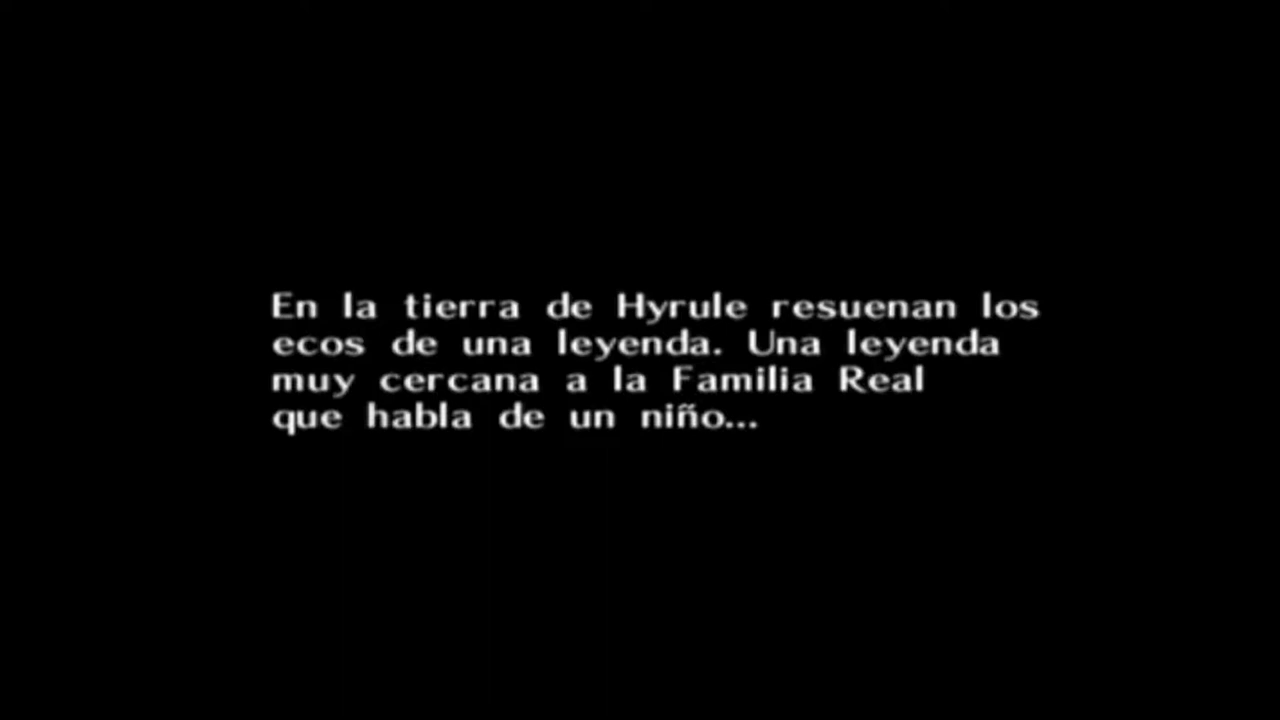 En la tierra de Hyrule resuenan los
ecos de una leyenda. Una leyenda
muy cercana a la Familia Real
que habla de un niño...